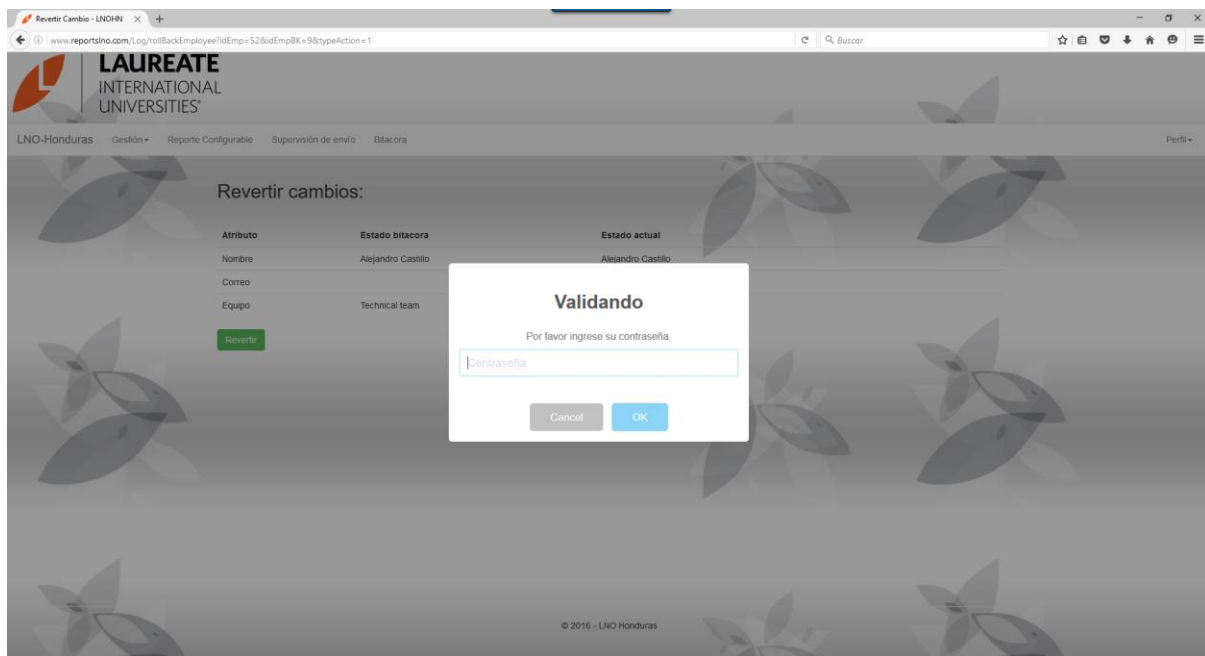 Revertir Cambio - LNOHN
www.reportslno.com/Log/rollBackEmployee?idEmp=52&idEmpBK=9&typeAction=1
Buscar
LAUREATE
INTERNATIONAL
UNIVERSITIES®
LNO-Honduras Gestión Reporte Configurable Supervisión de envío Bitacora Perfil
Revertir cambios:
Atributo Estado bitacora Estado actual
Nombre Alejandro Castillo Alejandro Castillo
Correo
Equipo Technical team
Revertir
Validando
Por favor ingrese su contraseña.
Contraseña
Cancel OK
© 2016 - LNO Honduras